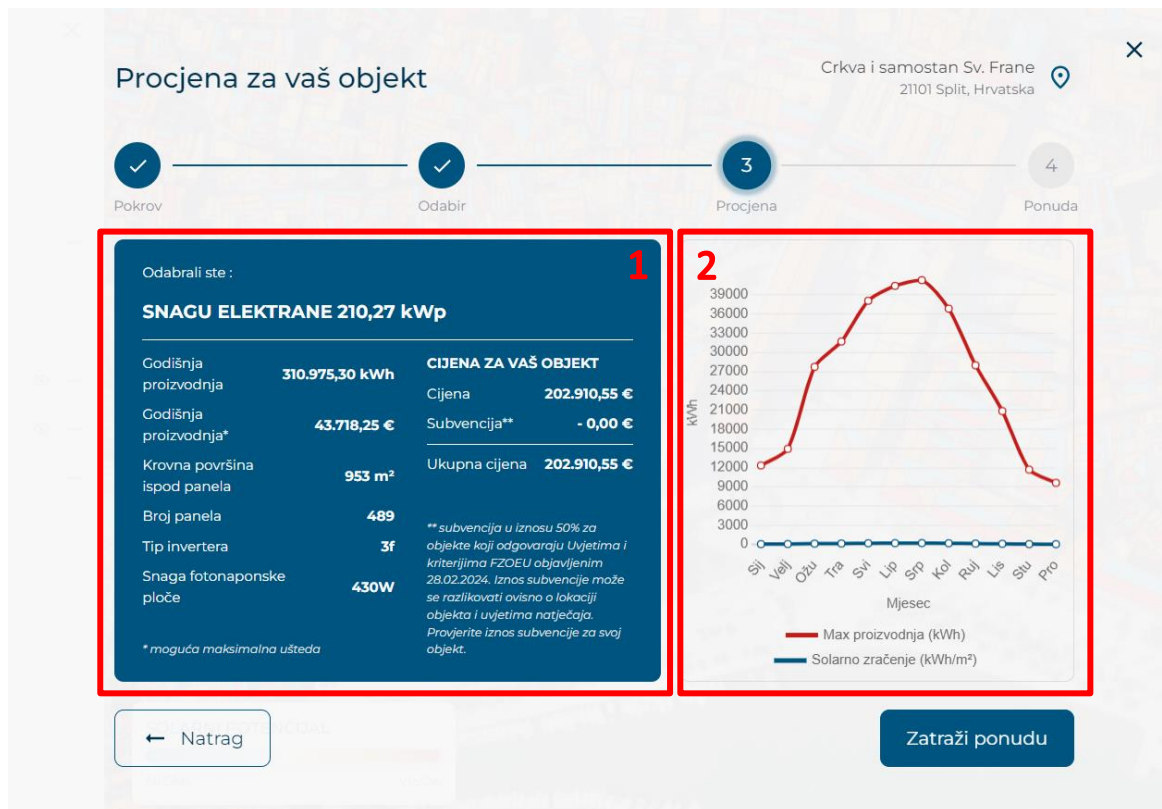 Procjena za vaš objekt
Crkva i samostan Sv. Frane
21101 Split, Hrvatska
3
4
Pokrov
Odabir
Procjena
Ponuda
1
Odabrali ste :
SNAGU ELEKTRANE 210,27 kWp
Godišnja
proizvodnja
310.975,30 kWh
Godišnja
proizvodnja*
43.718,25 €
Krovna površina
ispod panela
953 m²
Broj panela
489
Tip invertera
3f
Snaga fotonaponske
ploče
430W
* moguća maksimalna ušteda
CIJENA ZA VAŠ OBJEKT
Cijena
202.910,55 €
Subvencija**
- 0,00 €
Ukupna cijena
202.910,55 €
** subvencija u iznosu 50% za
objekte koji odgovaraju Uvjetima i
kriterijima FZOEU objavljenim
28.02.2024. Iznos subvencije može
se razlikovati ovisno o lokaciji
objekta i uvjetima natječaja.
Provjerite iznos subvencije za svoj
objekt.
2
39000
36000
33000
30000
27000
24000
21000
18000
15000
12000
9000
6000
3000
0
kWh
Sij
Velj
Ožu
Tra
Svi
Lip
Srp
Kol
Ruj
Lis
Stu
Pro
Mjesec
Max proizvodnja (kWh)
Solarno zračenje (kWh/m²)
← Natrag
Zatraži ponudu